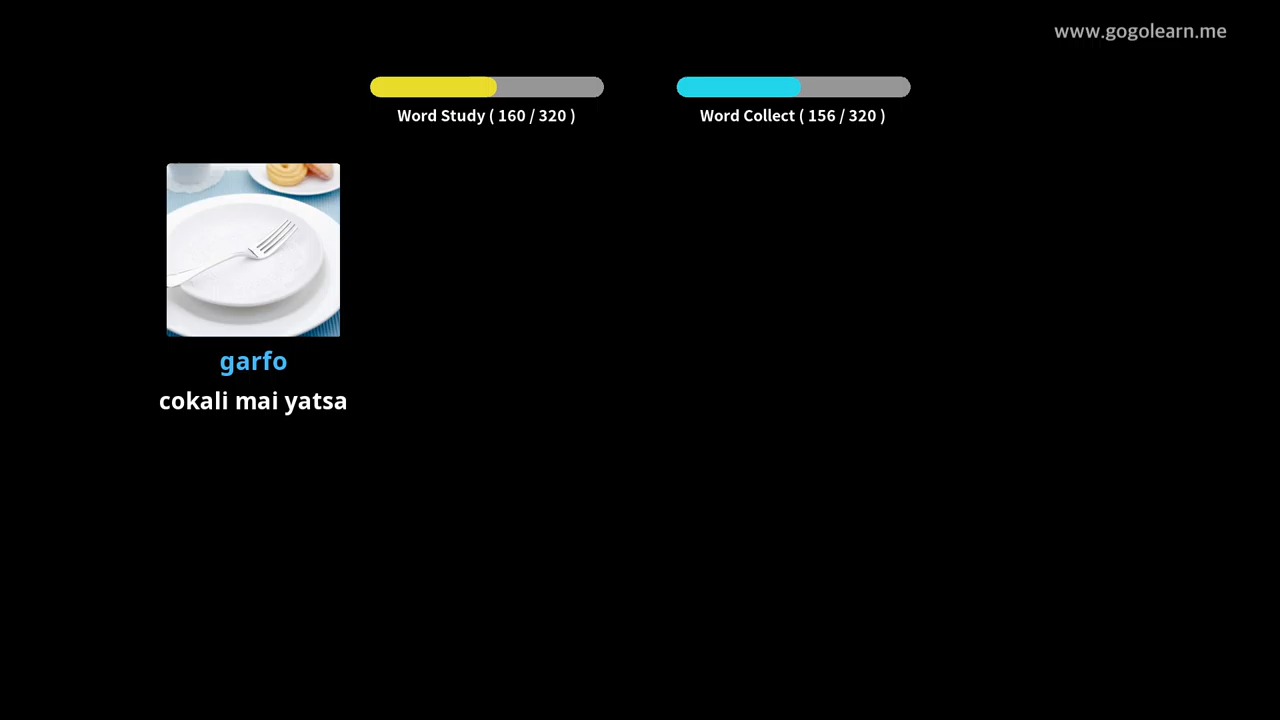 www.gogolearn.me
Word Study ( 160 / 320 )
Word Collect ( 156 / 320 )
garfo
cokali mai yatsa